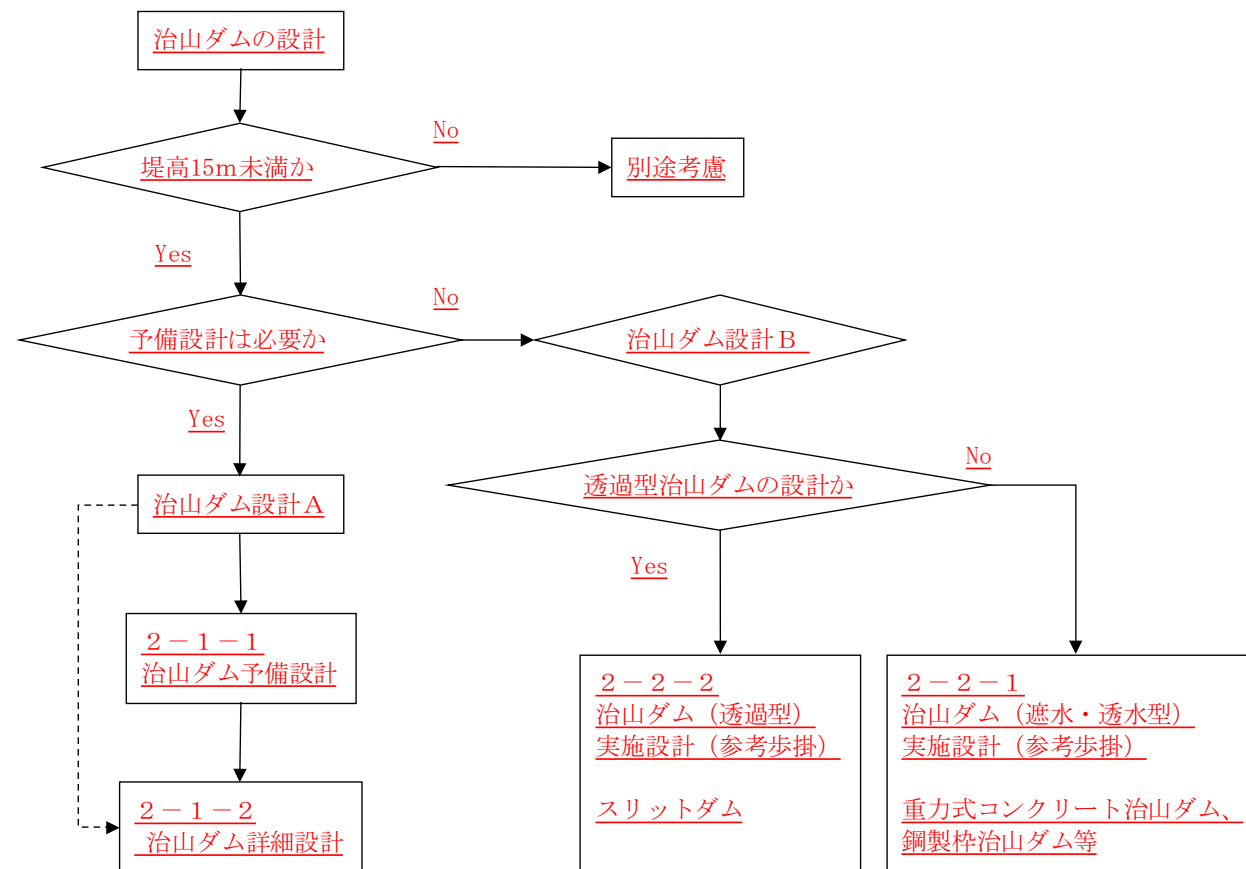 治山ダムの設計
堤高15m未満か
No
別途考慮
Yes
予備設計は必要か
No
治山ダム設計B
Yes
治山ダム設計A
透過型治山ダムの設計か
No
Yes
2-1-1
治山ダム予備設計
2-1-2
治山ダム詳細設計
2-2-2
治山ダム（透過型）
実施設計（参考歩掛）
スリットダム
2-2-1
治山ダム（遮水・透水型）
実施設計（参考歩掛）
重力式コンクリート治山ダム、
鋼製枠治山ダム等